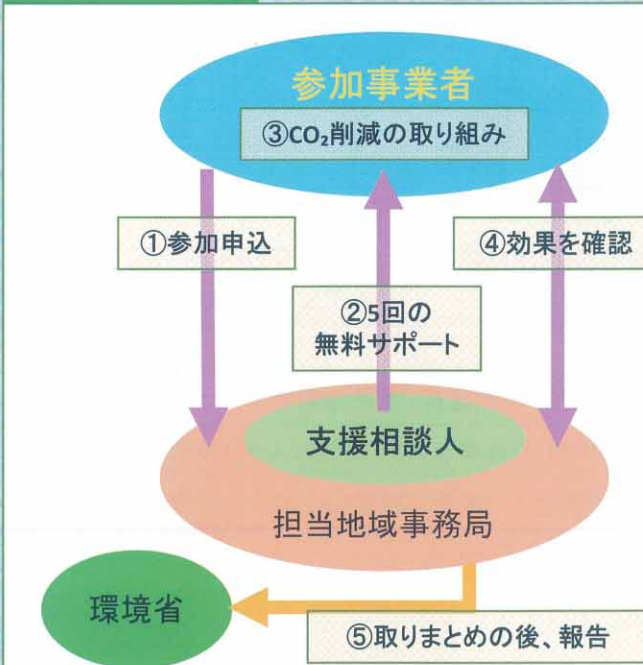 参加事業者
③CO₂削減の取り組み
①参加申込
④効果を確認
②5回の
無料サポート
支援相談人
担当地域事務局
環境省
⑤取りまとめの後、報告